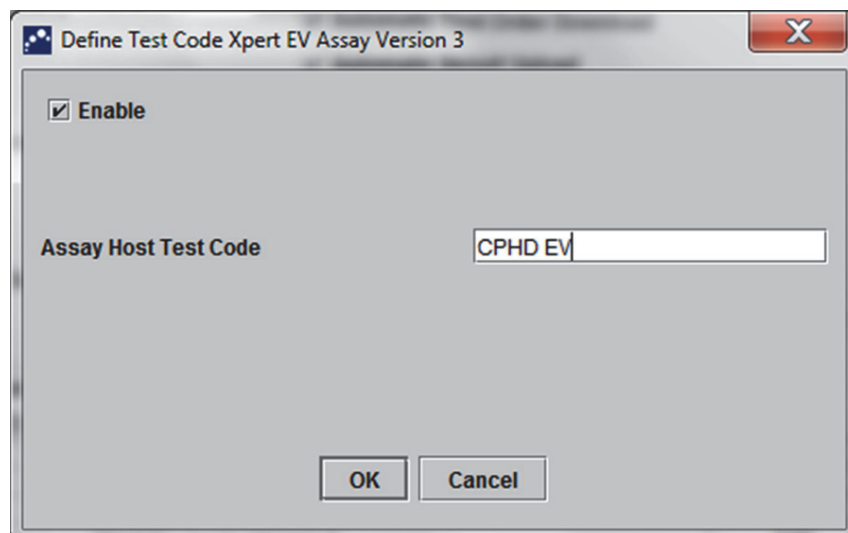 Define Test Code Xpert EV Assay Version 3
Enable
Assay Host Test Code
CPHD EV
OK
Cancel